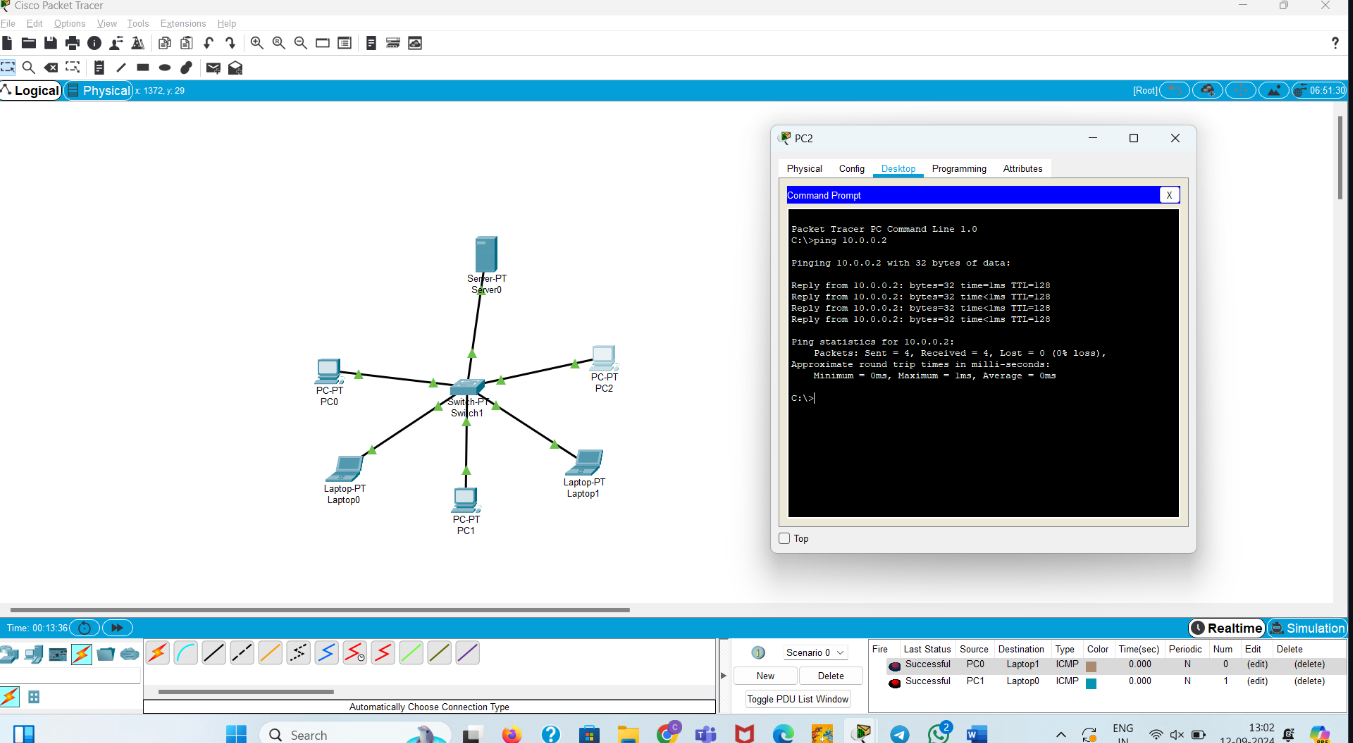 Cisco Packet Tracer
File Edit Options View Tools Extensions Help
?
Logical Physical x: 1372, y: 29 [Root] 06:51:30
PC2
Physical Config Desktop Programming Attributes
Command Prompt X
Packet Tracer PC Command Line 1.0
C:\>ping 10.0.0.2
Pinging 10.0.0.2 with 32 bytes of data:
Reply from 10.0.0.2: bytes=32 time=1ms TTL=128
Reply from 10.0.0.2: bytes=32 time<1ms TTL=128
Reply from 10.0.0.2: bytes=32 time<1ms TTL=128
Reply from 10.0.0.2: bytes=32 time<1ms TTL=128
Ping statistics for 10.0.0.2:
Packets: Sent = 4, Received = 4, Lost = 0 (0% loss),
Approximate round trip times in milli-seconds:
Minimum = 0ms, Maximum = 1ms, Average = 0ms
C:\>
Top
Server-PT
Server0
PC-PT
PC0
PC-PT
PC2
Switch-PT
Switch1
Laptop-PT
Laptop0
PC-PT
PC1
Laptop-PT
Laptop1
Time: 00:13:36 Realtime Simulation
Automatically Choose Connection Type
Scenario 0
New Delete
Toggle PDU List Window
Fire Last Status Source Destination Type Color Time(sec) Periodic Num Edit Delete
Successful PC0 Laptop1 ICMP 0.000 N 0 (edit) (delete)
Successful PC1 Laptop0 ICMP 0.000 N 1 (edit) (delete)
Search 2 ENG 13:02
IN 12-09-2024